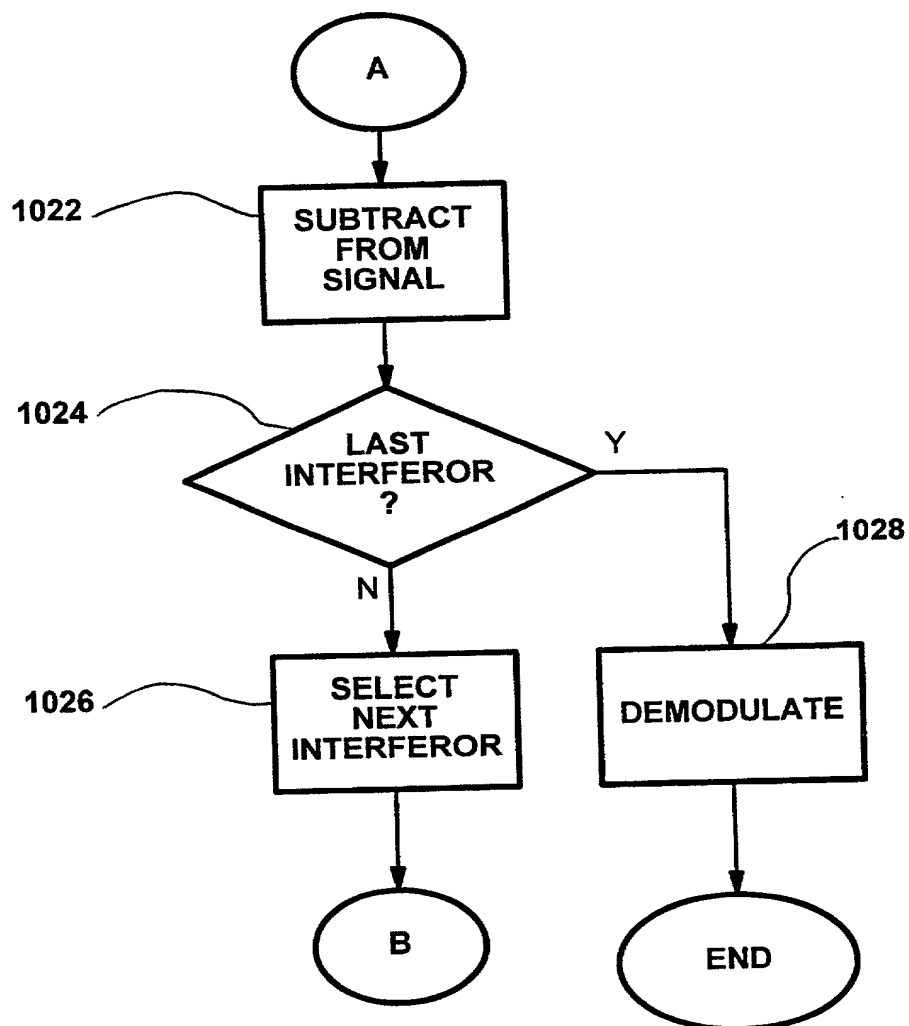 A
1022
SUBTRACT
FROM
SIGNAL
1024
LAST
INTERFEROR
?
Y
N
1028
1026
SELECT
NEXT
INTERFEROR
DEMODULATE
B
END